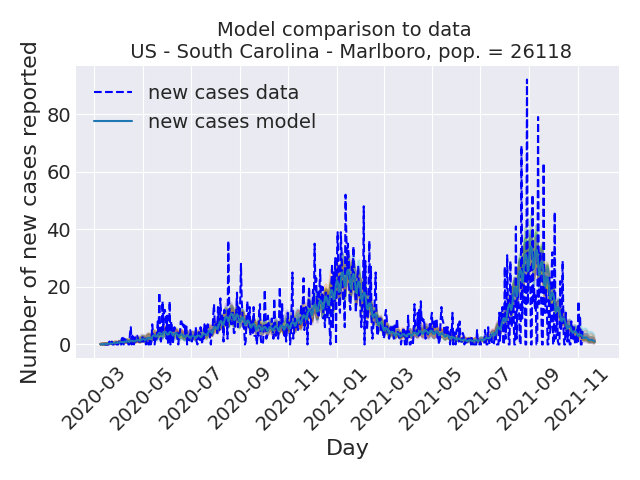 Model comparison to data
US - South Carolina - Marlboro, pop. = 26118
Number of new cases reported
80
60
40
20
0
new cases data
new cases model
2020-03
2020-05
2020-07
2020-09
2020-11
2021-01
2021-03
2021-05
2021-07
2021-09
2021-11
Day